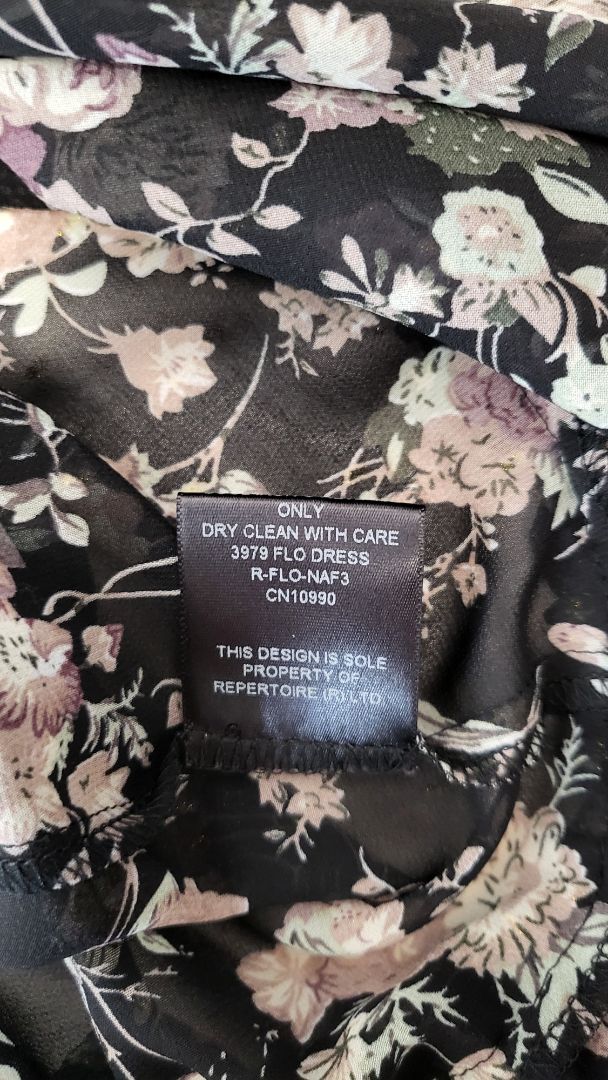 ONLY
DRY CLEAN WITH CARE
3979 FLO DRESS
R-FLO-NAF3
CN10990
THIS DESIGN IS SOLE
PROPERTY OF
REPERTOIRE (R) LTD